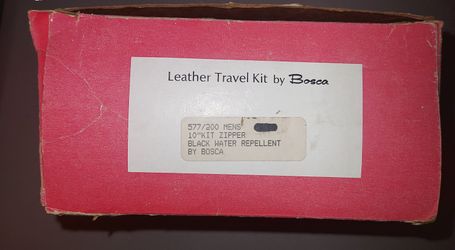 Leather Travel Kit by Bosca
577/200 MENS
10"KIT ZIPPER
BLACK WATER REPELLENT
BY BOSCA